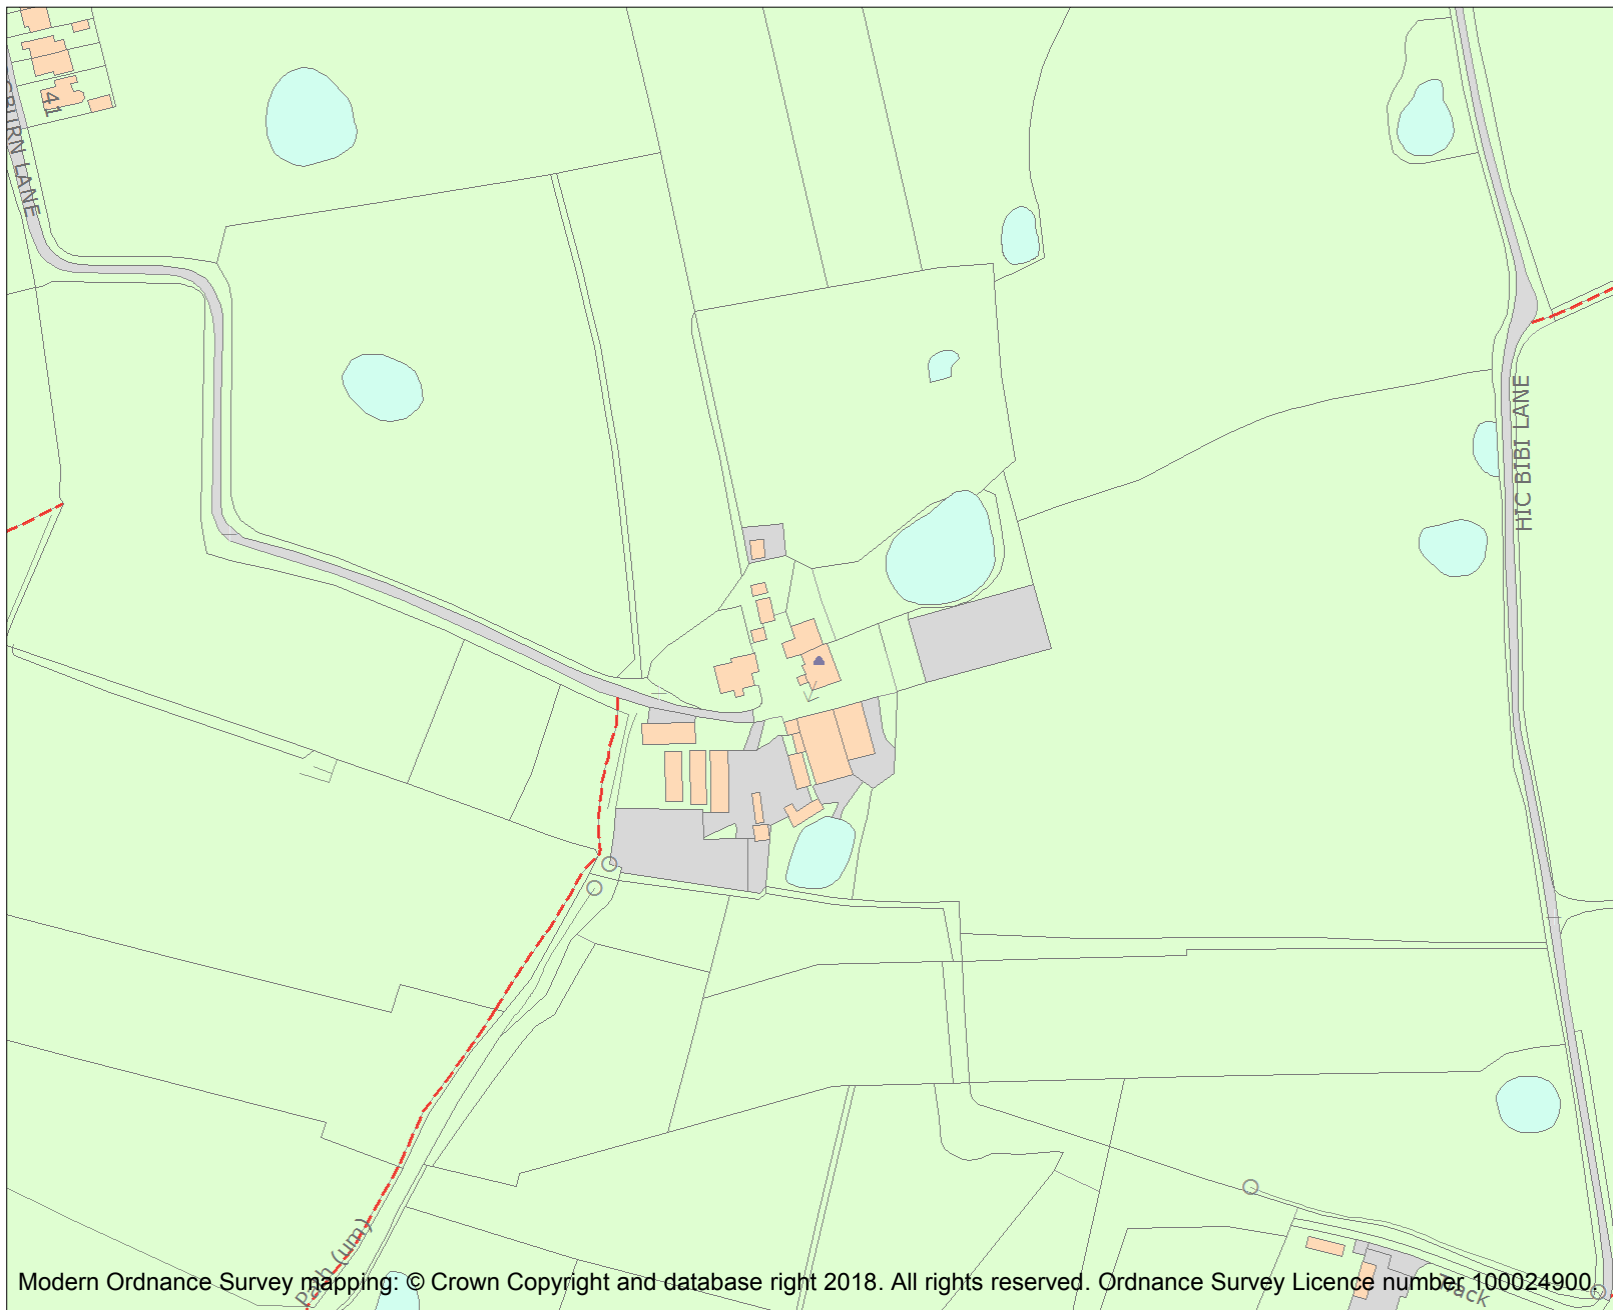 41
LANE
HIC BIBI LANE
Path (um)
Track
Modern Ordnance Survey mapping: © Crown Copyright and database right 2018. All rights reserved. Ordnance Survey Licence number 100024900.